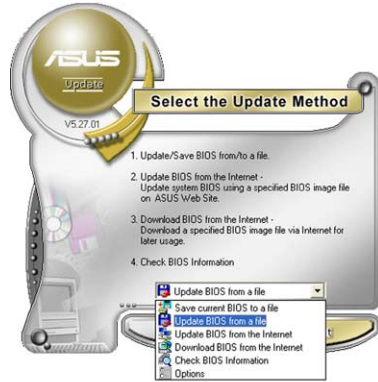 ASUS
Update
V5.27.01
Select the Update Method
1. Update/Save BIOS from/to a file.
2. Update BIOS from the Internet -
Update system BIOS using a specified BIOS image file
on ASUS Web Site.
3. Download BIOS from the Internet -
Download a specified BIOS image file via Internet for
later usage.
4. Check BIOS Information
Update BIOS from a file
Save current BIOS to a file
Update BIOS from a file
Update BIOS from the Internet
Download BIOS from the Internet
Check BIOS Information
Options